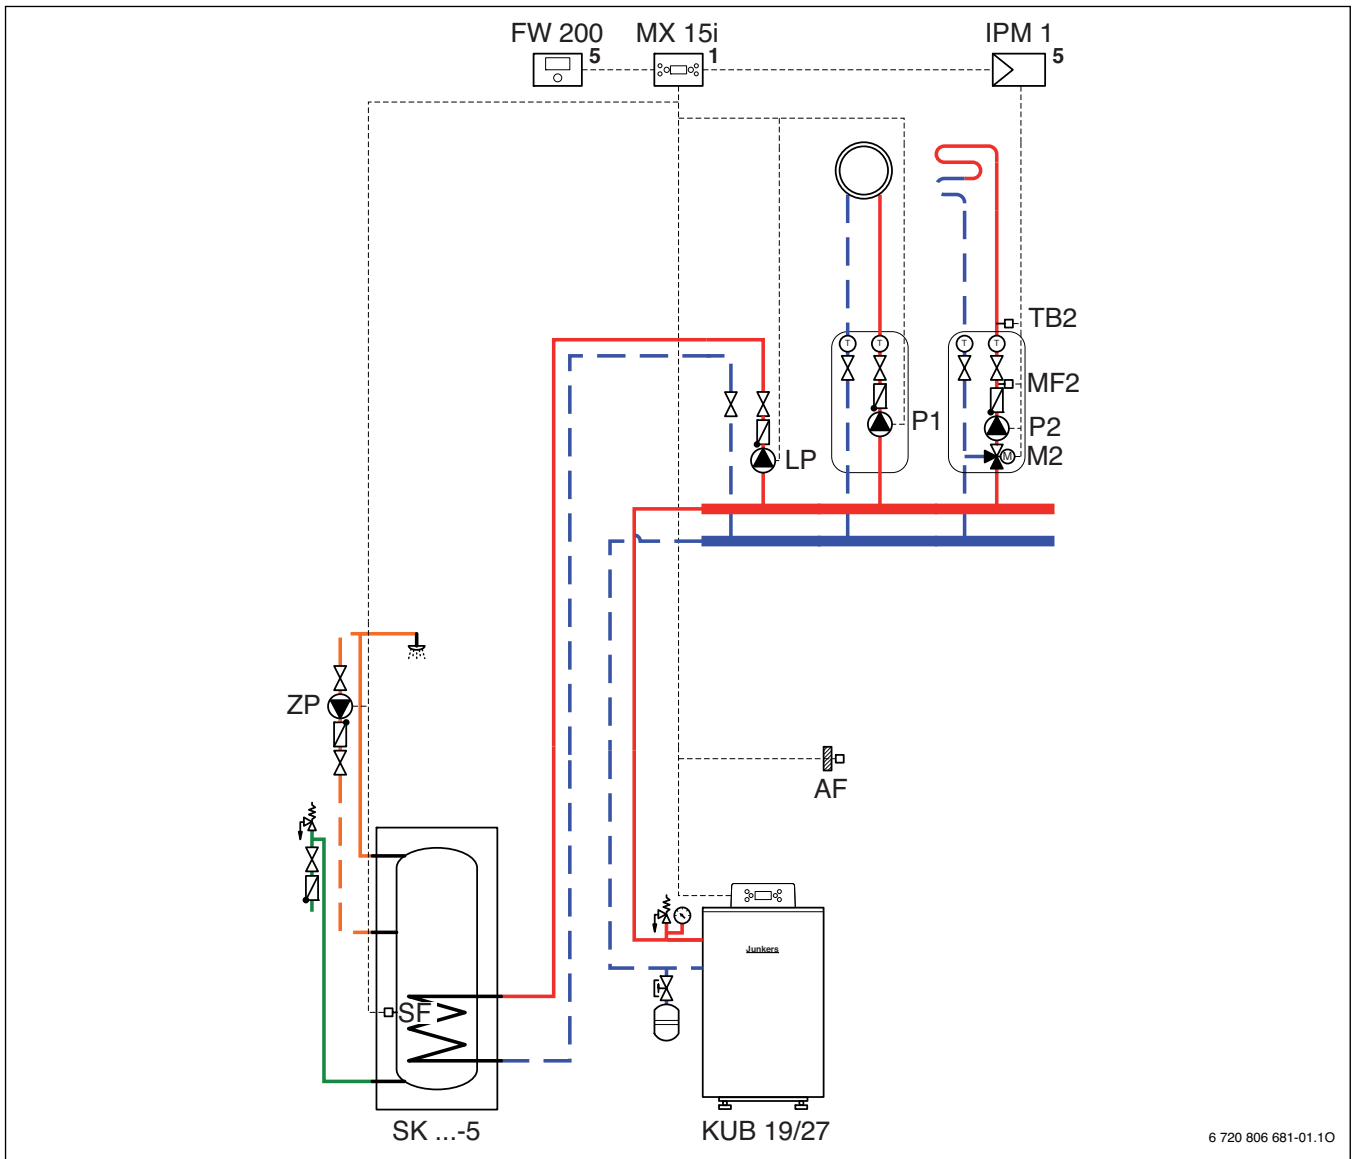 FW 200 MX 15i IPM 1
5 1 5
TB2
T T T T
MF2
P1 P2
LP M M2
ZP
AF
Junkers
SF
SK ...-5 KUB 19/27
6 720 806 681-01.1O